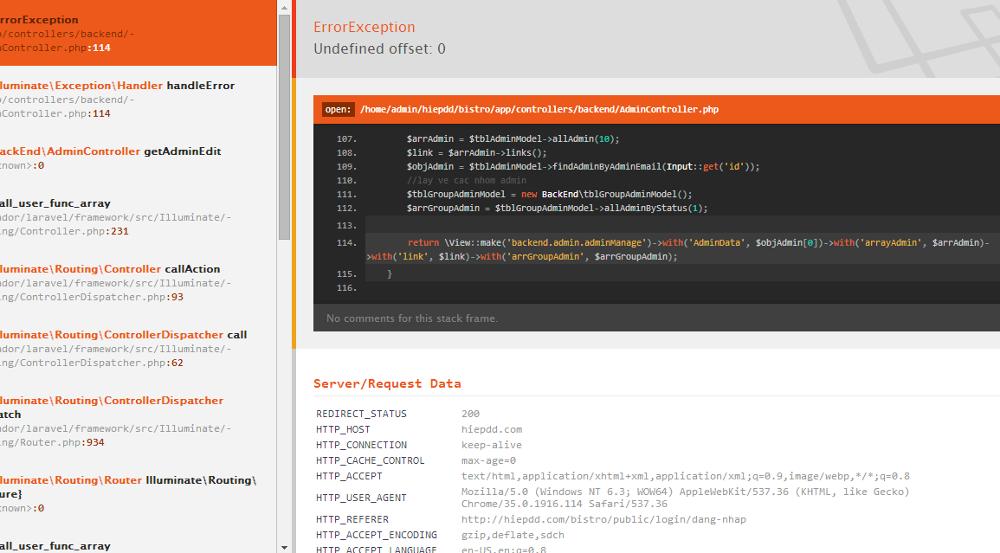 rrorException
o/controllers/backend/-
nController.php:114
luminate\Exception\Handler handleError
o/controllers/backend/-
nController.php:114
ackEnd\AdminController getAdminEdit
known>:0
all_user_func_array
ndor/laravel/framework/src/Illuminate/-
ing/Controller.php:231
lluminate\Routing\Controller callAction
ndor/laravel/framework/src/Illuminate/-
ing/ControllerDispatcher.php:93
lluminate\Routing\ControllerDispatcher call
ndor/laravel/framework/src/Illuminate/-
ing/ControllerDispatcher.php:62
lluminate\Routing\ControllerDispatcher
atch
ndor/laravel/framework/src/Illuminate/-
ing/Router.php:934
lluminate\Routing\Router Illuminate\Routing\
ure}
known>:0
all_user_func_array
ErrorException
Undefined offset: 0
open: /home/admin/hiepdd/bistro/app/controllers/backend/AdminController.php
107. $arrAdmin = $tblAdminModel->allAdmin(10);
108. $link = $arrAdmin->links();
109. $objAdmin = $tblAdminModel->findAdminByAdminEmail(Input::get('id'));
110. //lay ve cac nhom admin
111. $tblGroupAdminModel = new BackEnd\tblGroupAdminModel();
112. $arrGroupAdmin = $tblGroupAdminModel->allAdminByStatus(1);
113.
114. return \View::make('backend.admin.adminManage')->with('AdminData', $objAdmin[0])->with('arrayAdmin', $arrAdmin)-
>with('link', $link)->with('arrGroupAdmin', $arrGroupAdmin);
115. }
116.
No comments for this stack frame.
Server/Request Data
REDIRECT_STATUS 200
HTTP_HOST hiepdd.com
HTTP_CONNECTION keep-alive
HTTP_CACHE_CONTROL max-age=0
HTTP_ACCEPT text/html,application/xhtml+xml,application/xml;q=0.9,image/webp,*/*;q=0.8
HTTP_USER_AGENT Mozilla/5.0 (Windows NT 6.3; WOW64) AppleWebKit/537.36 (KHTML, like Gecko)
Chrome/35.0.1916.114 Safari/537.36
HTTP_REFERER http://hiepdd.com/bistro/public/login/dang-nhap
HTTP_ACCEPT_ENCODING gzip,deflate,sdch
HTTP_ACCEPT_LANGUAGE en-US,en;q=0.8